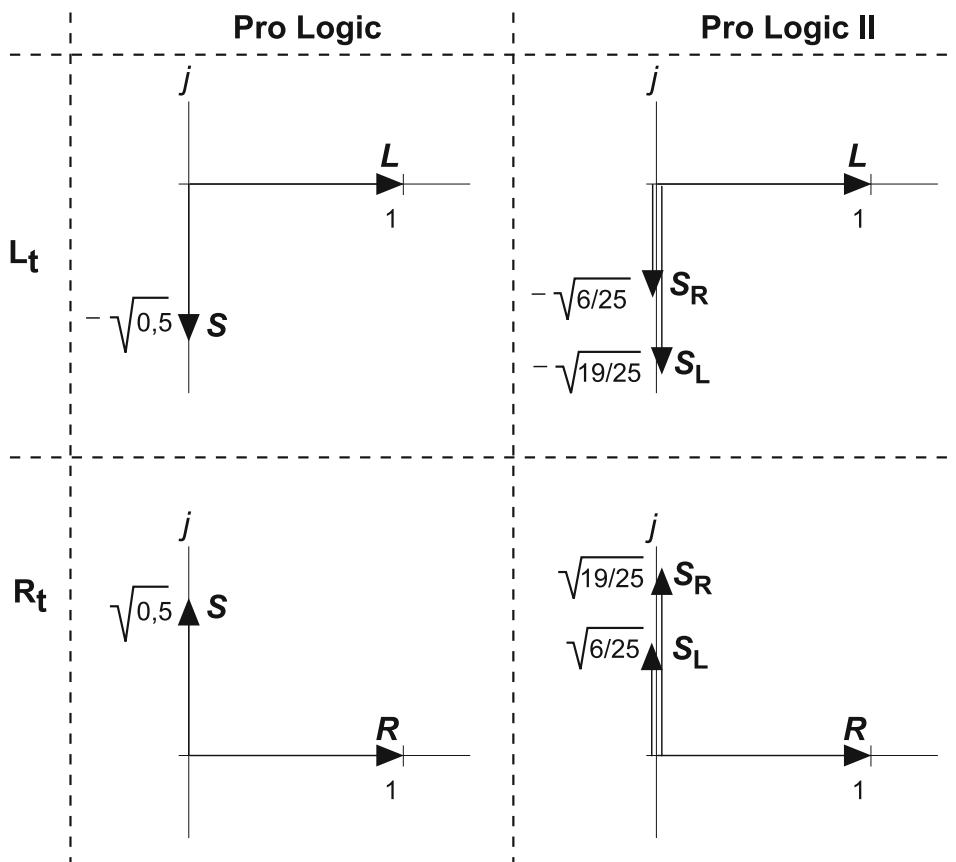 Pro Logic
Pro Logic II
j
L
1
Lt
− √0,5
S
j
L
1
− √6/25
SR
− √19/25
SL
j
Rt
√0,5
S
R
1
j
√19/25
SR
√6/25
SL
R
1